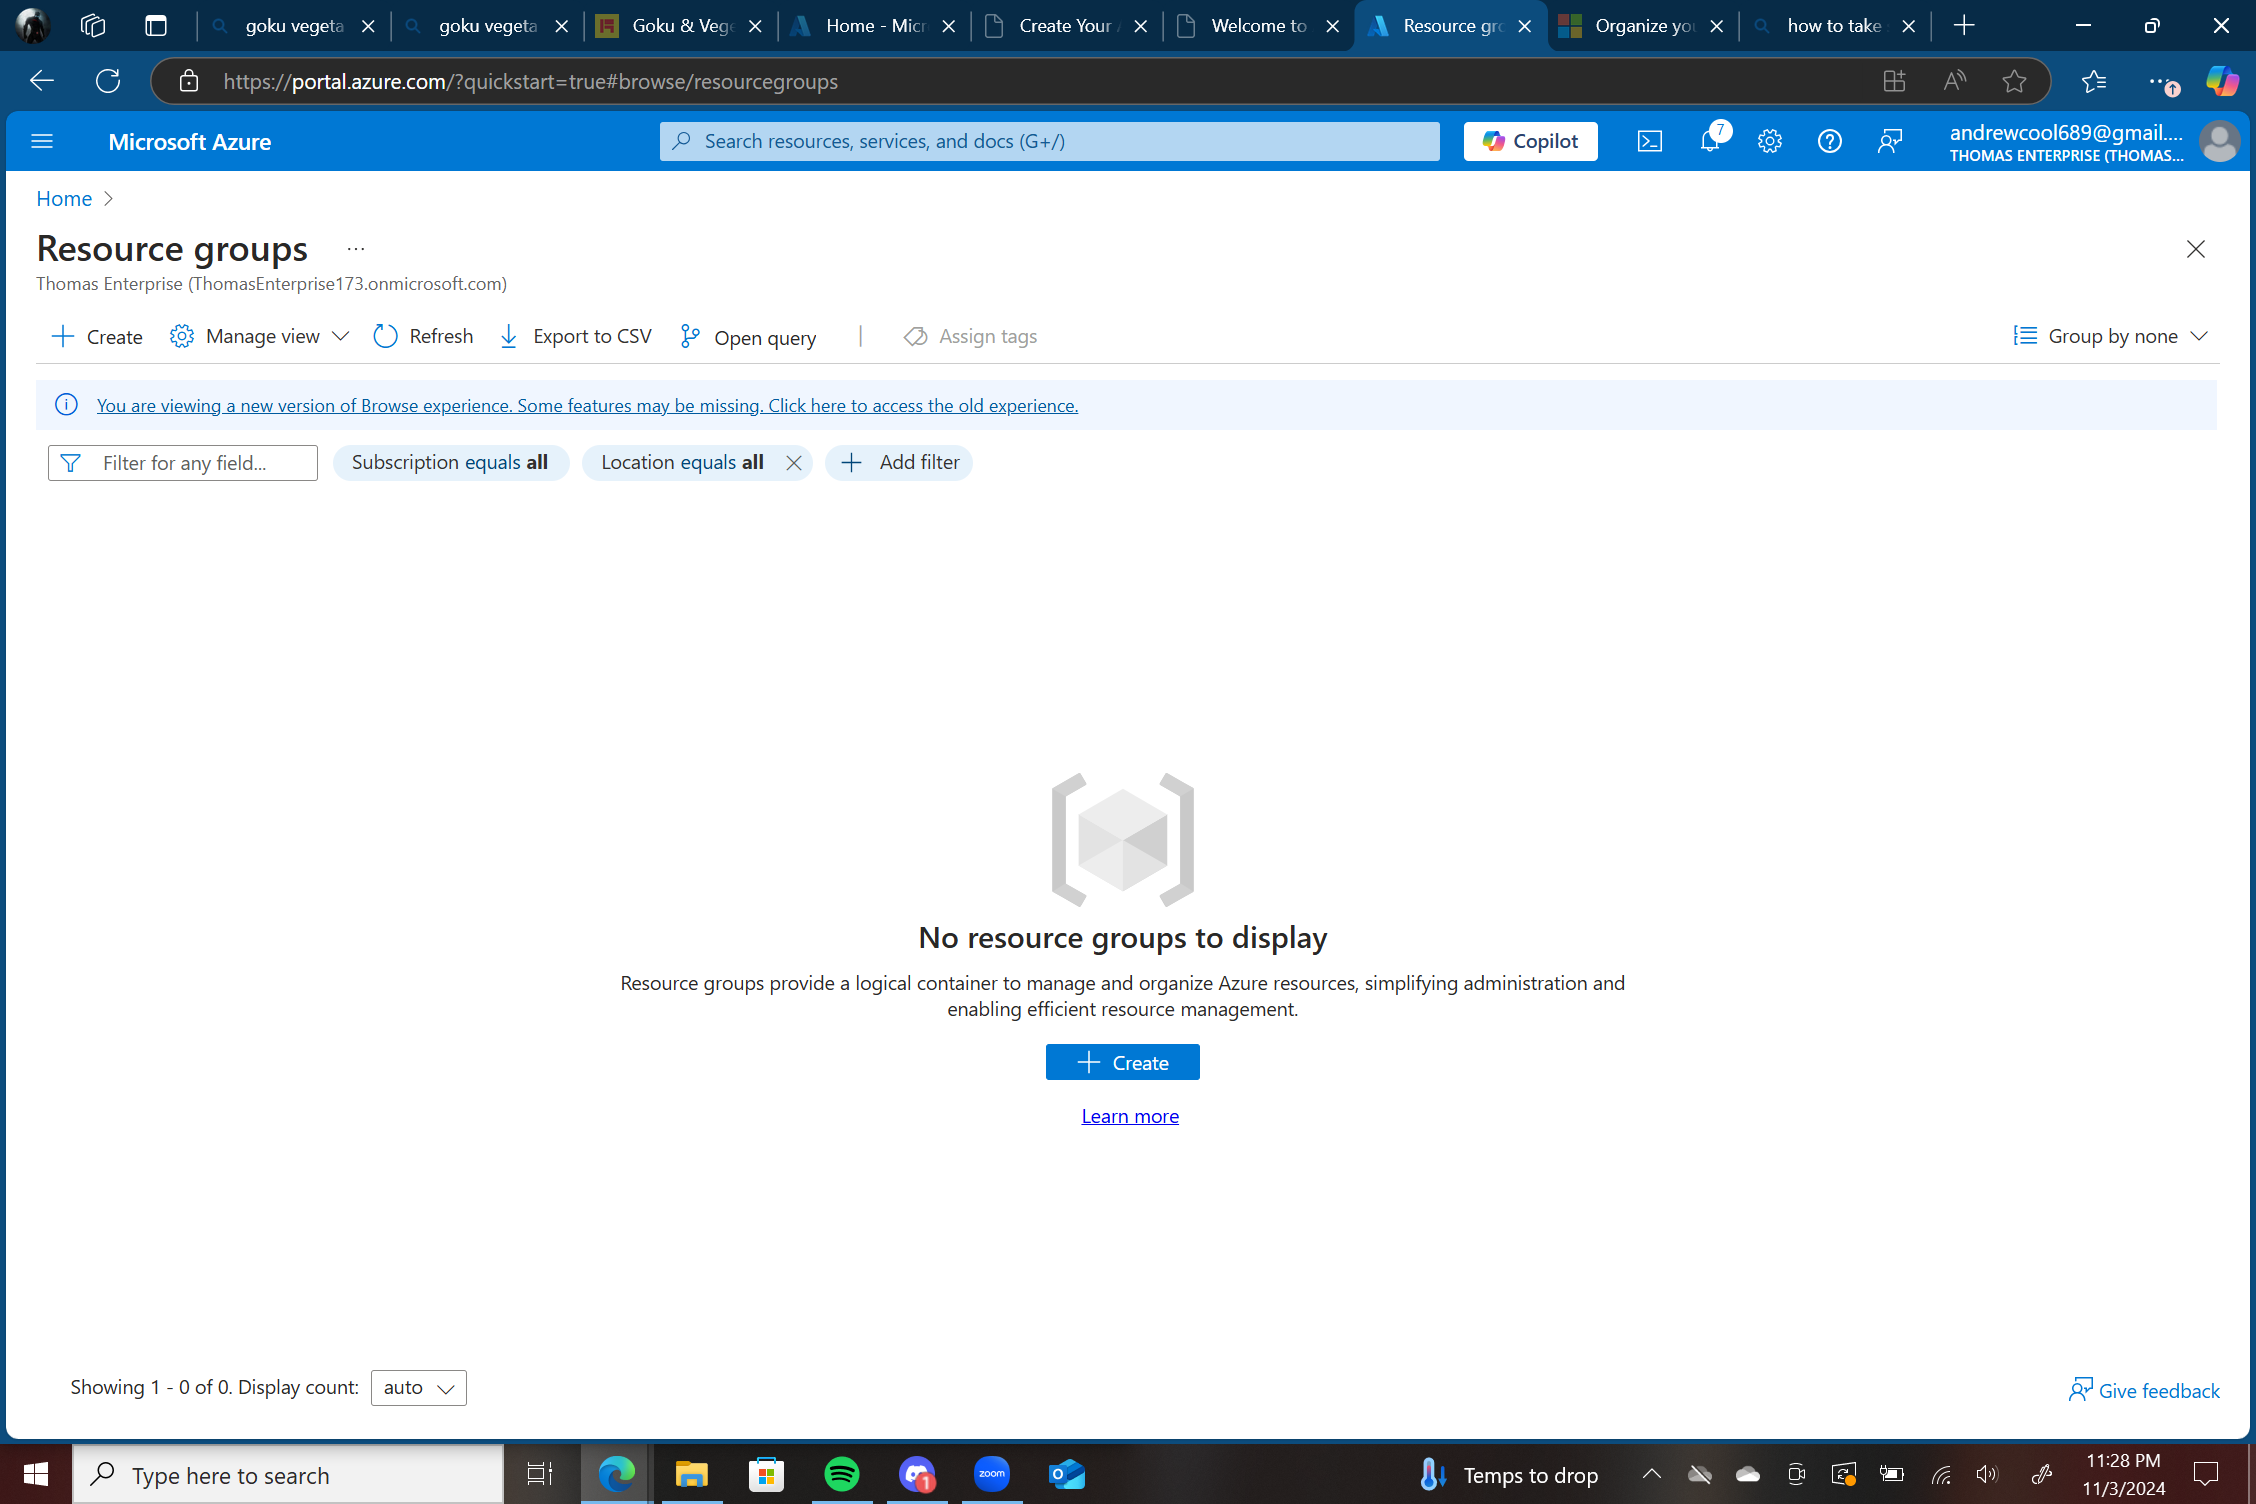 goku vegeta
goku vegeta
Goku & Vege
Home - Micr
Create Your A
Welcome to
Resource gro
Organize you
how to take s
https://portal.azure.com/?quickstart=true#browse/resourcegroups
Microsoft Azure
Search resources, services, and docs (G+/)
Copilot
7
andrewcool689@gmail....
THOMAS ENTERPRISE (THOMAS...
Home
Resource groups ...
Thomas Enterprise (ThomasEnterprise173.onmicrosoft.com)
Create
Manage view
Refresh
Export to CSV
Open query
Assign tags
Group by none
You are viewing a new version of Browse experience. Some features may be missing. Click here to access the old experience.
Filter for any field...
Subscription equals all
Location equals all
Add filter
No resource groups to display
Resource groups provide a logical container to manage and organize Azure resources, simplifying administration and
enabling efficient resource management.
Create
Learn more
Showing 1 - 0 of 0. Display count:
auto
Give feedback
Type here to search
1
zoom
Temps to drop
11:28 PM
11/3/2024